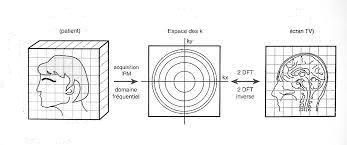 (patient)
Espace des k
écran TV)
ky
kx
acquisition
IRM
domaine
fréquentiel
2 DFT
2 DFT
inverse